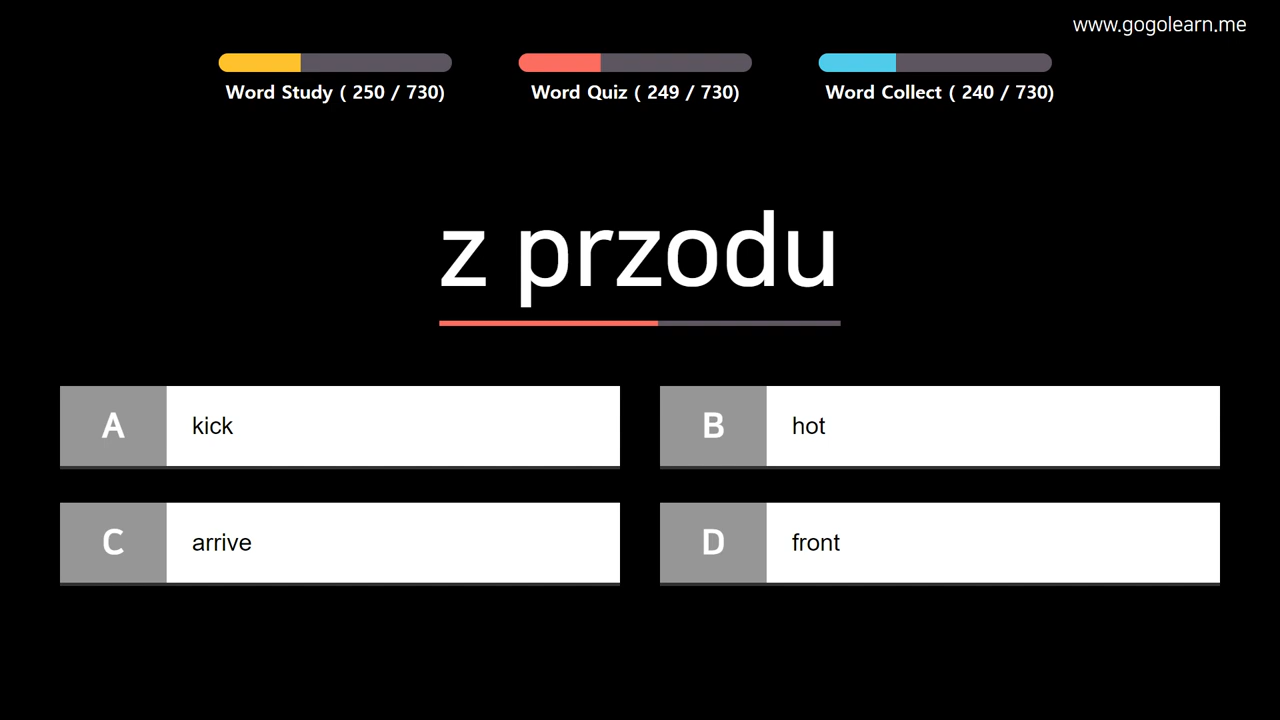 www.gogolearn.me
Word Study ( 250 / 730)
Word Quiz ( 249 / 730)
Word Collect ( 240 / 730)
z przodu
A kick
B hot
C arrive
D front